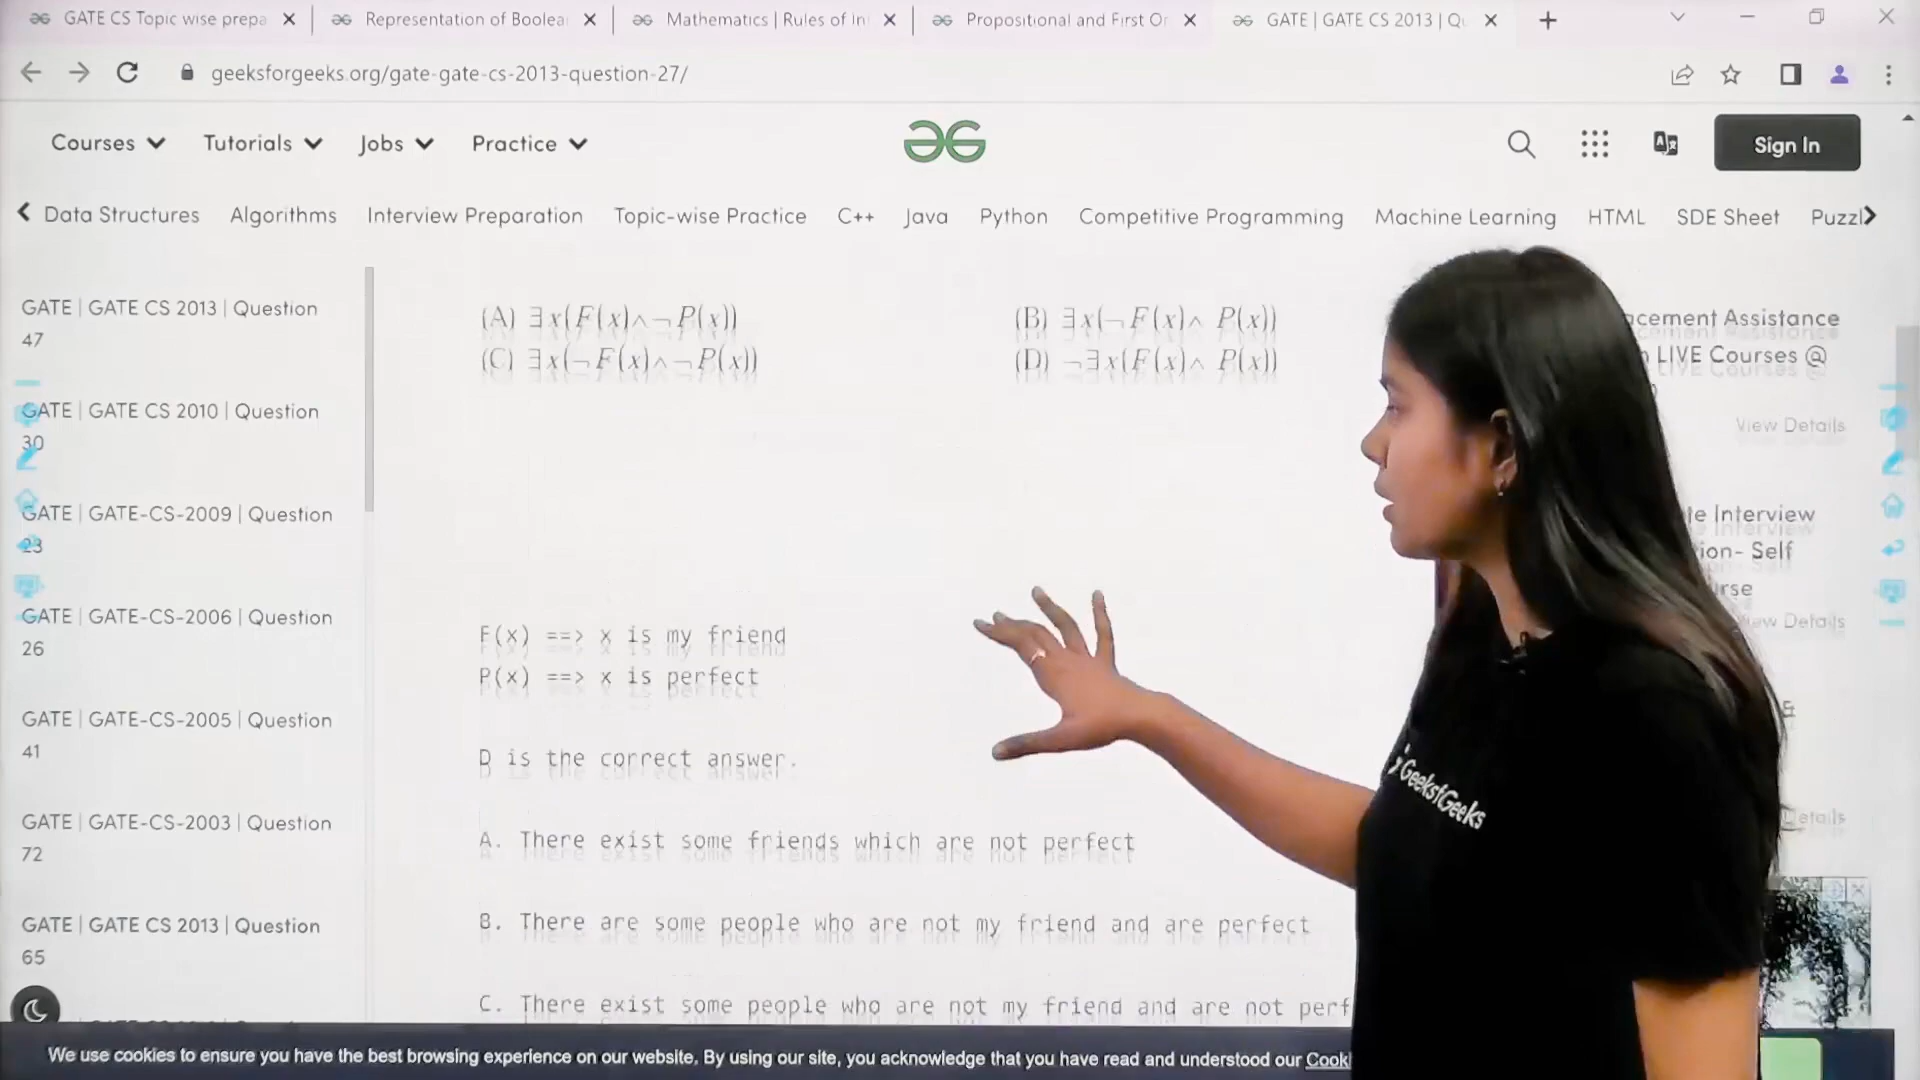 GATE CS Topic wise prepa
Representation of Boolea
Mathematics | Rules of In
Propositional and First Or
GATE | GATE CS 2013 | Qu
geeksforgeeks.org/gate-gate-cs-2013-question-27/
Courses
Tutorials
Jobs
Practice
Sign In
Data Structures
Algorithms
Interview Preparation
Topic-wise Practice
C++
Java
Python
Competitive Programming
Machine Learning
HTML
SDE Sheet
Puzzl
GATE | GATE CS 2013 | Question
47
GATE | GATE CS 2010 | Question
30
GATE | GATE-CS-2009 | Question
23
GATE | GATE-CS-2006 | Question
26
GATE | GATE-CS-2005 | Question
41
GATE | GATE-CS-2003 | Question
72
GATE | GATE CS 2013 | Question
65
(A) ∃x(F(x)∧¬P(x))
(B) ∃x(¬F(x)∧ P(x))
(C) ∃x(¬F(x)∧¬P(x))
(D) ¬∃x(F(x)∧ P(x))
F(x) ==> x is my friend
P(x) ==> x is perfect
D is the correct answer.
A. There exist some friends which are not perfect
B. There are some people who are not my friend and are perfect
C. There exist some people who are not my friend and are not perf
cement Assistance
LIVE Courses @
View Details
te Interview
ion- Self
rse
ew Details
&
Details
GeekstGeeks
We use cookies to ensure you have the best browsing experience on our website. By using our site, you acknowledge that you have read and understood our Cook